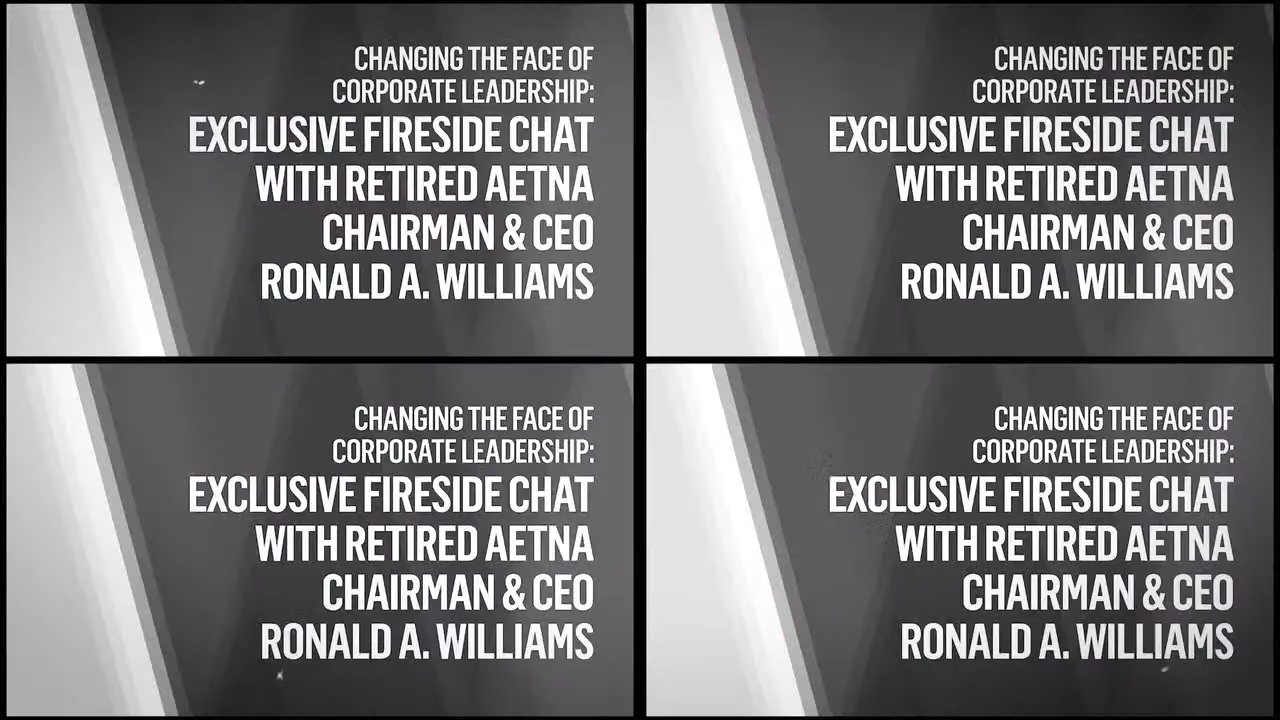 CHANGING THE FACE OF
CORPORATE LEADERSHIP:
EXCLUSIVE FIRESIDE CHAT
WITH RETIRED AETNA
CHAIRMAN & CEO
RONALD A. WILLIAMS
CHANGING THE FACE OF
CORPORATE LEADERSHIP:
EXCLUSIVE FIRESIDE CHAT
WITH RETIRED AETNA
CHAIRMAN & CEO
RONALD A. WILLIAMS
CHANGING THE FACE OF
CORPORATE LEADERSHIP:
EXCLUSIVE FIRESIDE CHAT
WITH RETIRED AETNA
CHAIRMAN & CEO
RONALD A. WILLIAMS
CHANGING THE FACE OF
CORPORATE LEADERSHIP:
EXCLUSIVE FIRESIDE CHAT
WITH RETIRED AETNA
CHAIRMAN & CEO
RONALD A. WILLIAMS